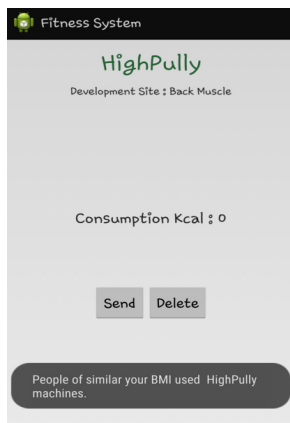 Fitness System
HighPully
Development Site : Back Muscle
Consumption Kcal : 0
Send Delete
People of similar your BMI used HighPully
machines.